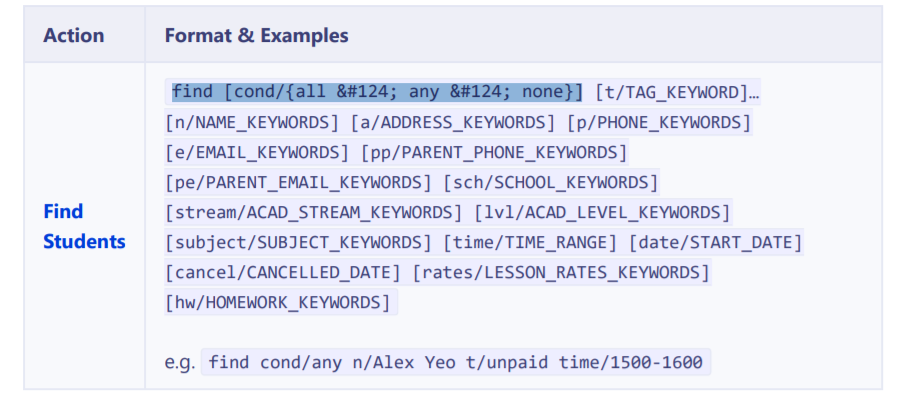 Action Format & Examples
find [cond/{all &#124; any &#124; none}] [t/TAG_KEYWORD]…
[n/NAME_KEYWORDS] [a/ADDRESS_KEYWORDS] [p/PHONE_KEYWORDS]
[e/EMAIL_KEYWORDS] [pp/PARENT_PHONE_KEYWORDS]
[pe/PARENT_EMAIL_KEYWORDS] [sch/SCHOOL_KEYWORDS]
[stream/ACAD_STREAM_KEYWORDS] [lvl/ACAD_LEVEL_KEYWORDS]
[subject/SUBJECT_KEYWORDS] [time/TIME_RANGE] [date/START_DATE]
[cancel/CANCELLED_DATE] [rates/LESSON_RATES_KEYWORDS]
[hw/HOMEWORK_KEYWORDS]
Find
Students
e.g. find cond/any n/Alex Yeo t/unpaid time/1500-1600